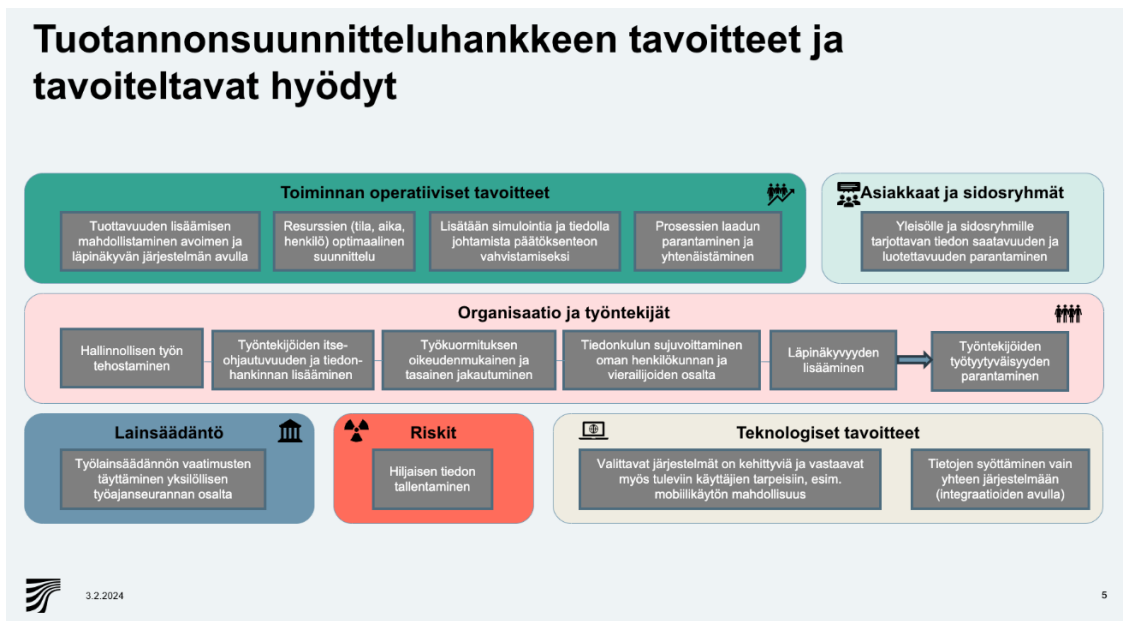 Tuotannonsuunnitteluhankkeen tavoitteet ja
tavoiteltavat hyödyt
Toiminnan operatiiviset tavoitteet
Tuottavuuden lisäämisen
mahdollistaminen avoimen ja
läpinäkyvän järjestelmän avulla
Resurssien (tila, aika,
henkilö) optimaalinen
suunnittelu
Lisätään simulointia ja tiedolla
johtamista päätöksenteon
vahvistamiseksi
Prosessien laadun
parantaminen ja
yhtenäistäminen
Asiakkaat ja sidosryhmät
Yleisölle ja sidosryhmille
tarjottavan tiedon saatavuuden ja
luotettavuuden parantaminen
Organisaatio ja työntekijät
Hallinnollisen työn
tehostaminen
Työntekijöiden itse-
ohjautuvuuden ja tiedon-
hankinnan lisääminen
Työkuormituksen
oikeudenmukainen ja
tasainen jakautuminen
Tiedonkulun sujuvoittaminen
oman henkilökunnan ja
vierailijoiden osalta
Läpinäkyvyyden
lisääminen
Työntekijöiden
työtyytyväisyyden
parantaminen
Lainsäädäntö
Työlainsäädännön vaatimusten
täyttäminen yksilöllisen
työajanseurannan osalta
Riskit
Hiljaisen tiedon
tallentaminen
Teknologiset tavoitteet
Valittavat järjestelmät on kehittyviä ja vastaavat
myös tuleviin käyttäjien tarpeisiin, esim.
mobiilikäytön mahdollisuus
Tietojen syöttäminen vain
yhteen järjestelmään
(integraatioiden avulla)
3.2.2024
5